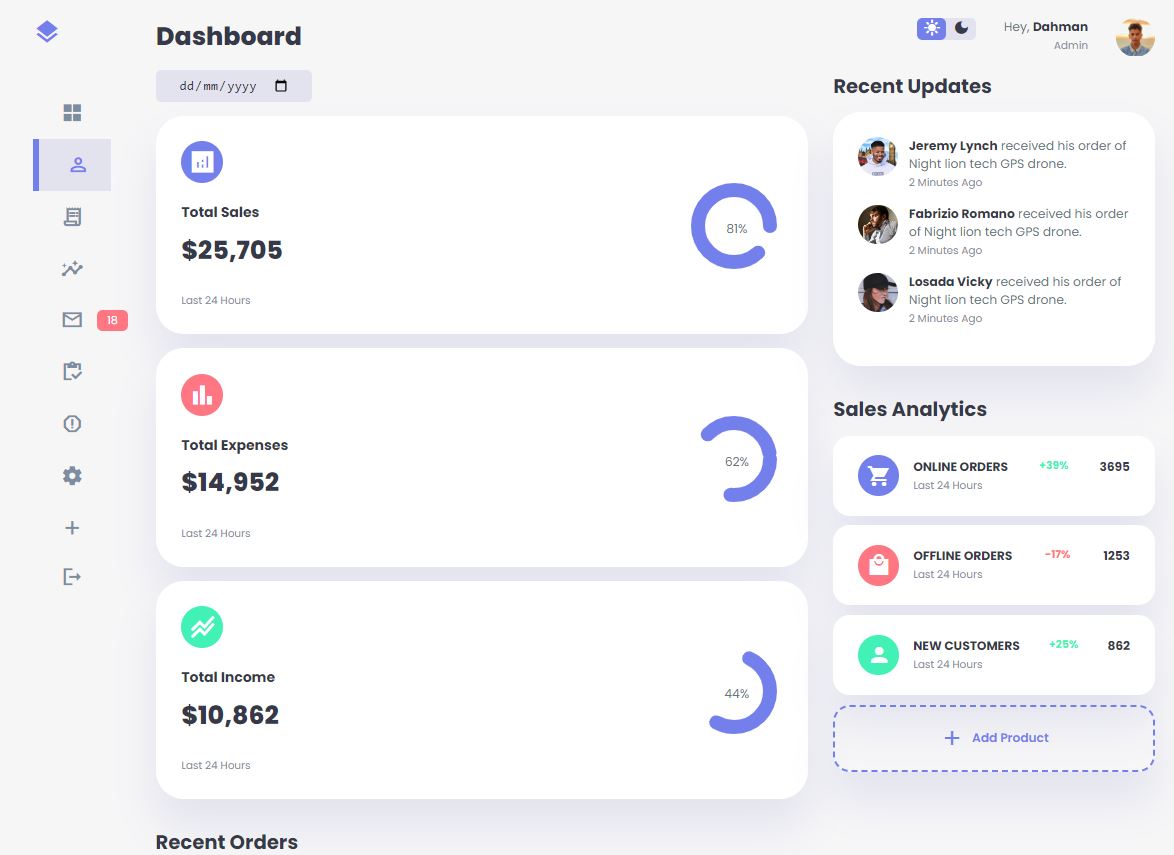 Dashboard
dd/mm/yyyy
Total Sales
$25,705
81%
Last 24 Hours
Total Expenses
$14,952
62%
Last 24 Hours
Total Income
$10,862
44%
Last 24 Hours
Recent Orders
18
Hey, Dahman
Admin
Recent Updates
Jeremy Lynch received his order of
Night lion tech GPS drone.
2 Minutes Ago
Fabrizio Romano received his order
of Night lion tech GPS drone.
2 Minutes Ago
Losada Vicky received his order of
Night lion tech GPS drone.
2 Minutes Ago
Sales Analytics
ONLINE ORDERS +39% 3695
Last 24 Hours
OFFLINE ORDERS -17% 1253
Last 24 Hours
NEW CUSTOMERS +25% 862
Last 24 Hours
Add Product